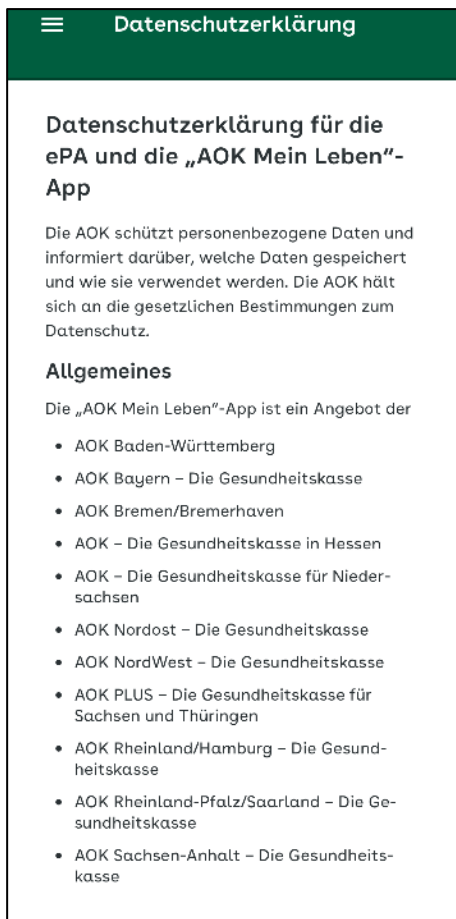 Datenschutzerklärung
Datenschutzerklärung für die
ePA und die „AOK Mein Leben“-
App
Die AOK schützt personenbezogene Daten und
informiert darüber, welche Daten gespeichert
und wie sie verwendet werden. Die AOK hält
sich an die gesetzlichen Bestimmungen zum
Datenschutz.
Allgemeines
Die „AOK Mein Leben“-App ist ein Angebot der
• AOK Baden-Württemberg
• AOK Bayern – Die Gesundheitskasse
• AOK Bremen/Bremerhaven
• AOK – Die Gesundheitskasse in Hessen
• AOK – Die Gesundheitskasse für Nieder-
sachsen
• AOK Nordost – Die Gesundheitskasse
• AOK NordWest – Die Gesundheitskasse
• AOK PLUS – Die Gesundheitskasse für
Sachsen und Thüringen
• AOK Rheinland/Hamburg – Die Gesund-
heitskasse
• AOK Rheinland-Pfalz/Saarland – Die Ge-
sundheitskasse
• AOK Sachsen-Anhalt – Die Gesundheits-
kasse